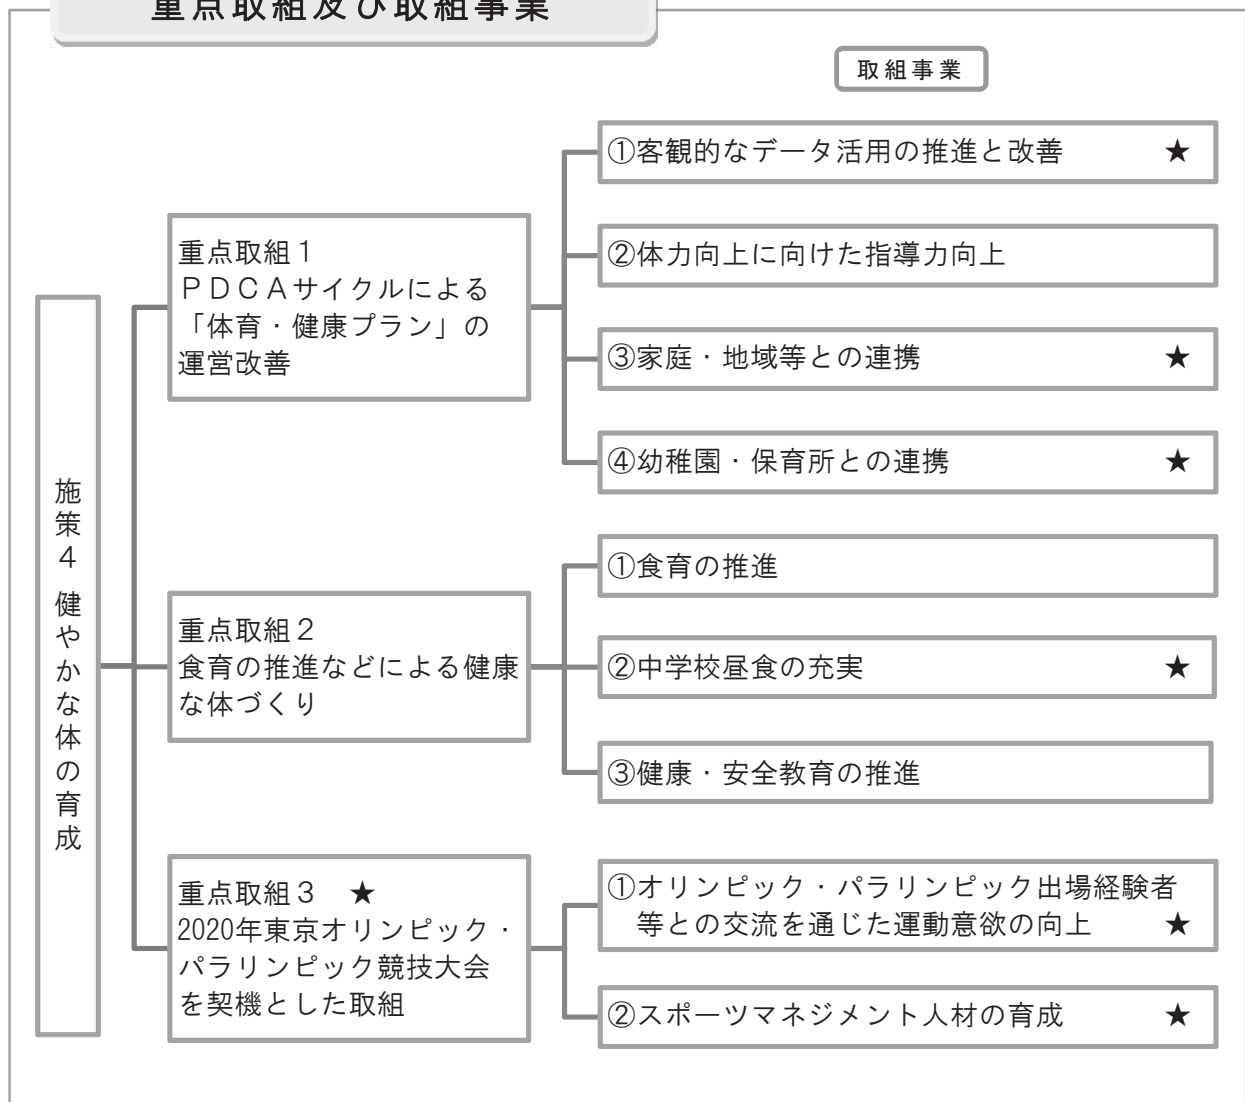 重点取組及び取組事業
取組事業
施策４ 健やかな体の育成
重点取組１
ＰＤＣＡサイクルによる
「体育・健康プラン」の
運営改善
①客観的なデータ活用の推進と改善 ★
②体力向上に向けた指導力向上
③家庭・地域等との連携 ★
④幼稚園・保育所との連携 ★
重点取組２
食育の推進などによる健康
な体づくり
①食育の推進
②中学校昼食の充実 ★
③健康・安全教育の推進
重点取組３ ★
2020年東京オリンピック・
パラリンピック競技大会
を契機とした取組
①オリンピック・パラリンピック出場経験者
等との交流を通じた運動意欲の向上 ★
②スポーツマネジメント人材の育成 ★